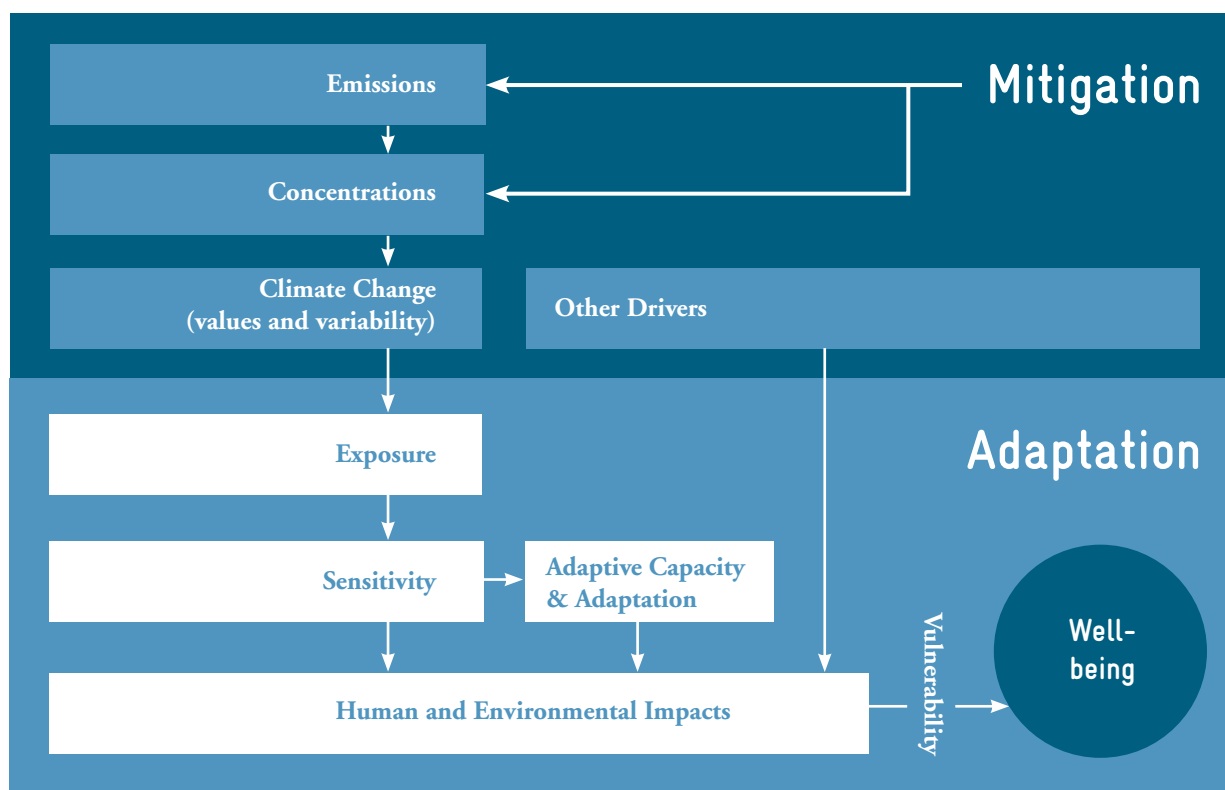 Mitigation
Emissions
Concentrations
Climate Change
(values and variability)
Other Drivers
Adaptation
Exposure
Sensitivity
Adaptive Capacity
& Adaptation
Human and Environmental Impacts
Vulnerability
Well-
being